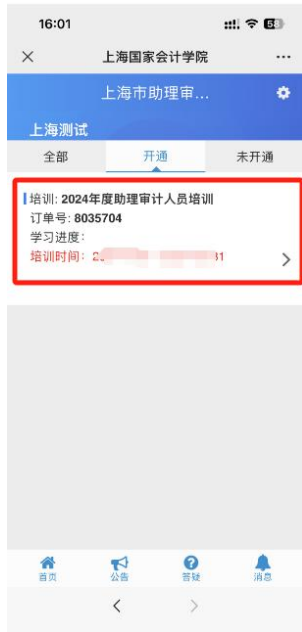 16:01
上海国家会计学院
上海市助理审...
上海测试
全部 开通 未开通
培训: 2024年度助理审计人员培训
订单号: 8035704
学习进度:
培训时间:
首页 公告 答疑 消息